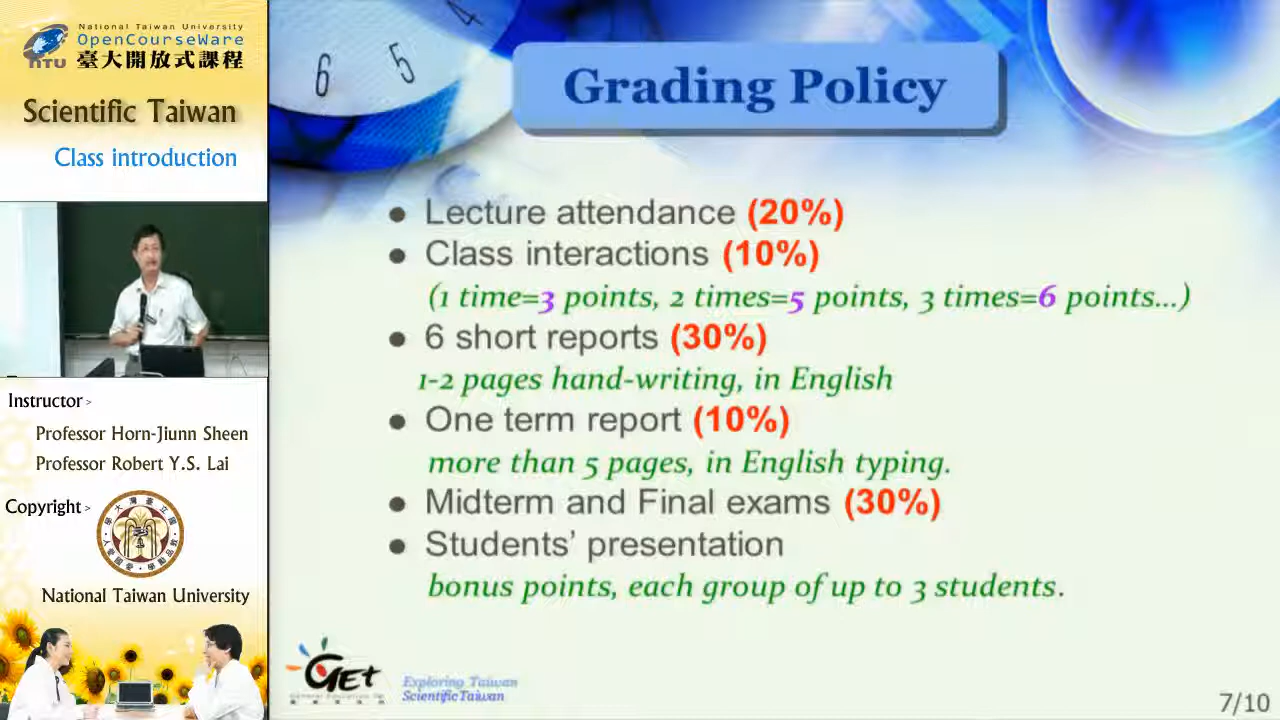 National Taiwan University
OpenCourseWare
NTU 臺大開放式課程
Scientific Taiwan
Class introduction
Instructor >
Professor Horn-Jiunn Sheen
Professor Robert Y.S. Lai
Copyright >
National Taiwan University
4
5
6
Grading Policy
● Lecture attendance (20%)
● Class interactions (10%)
(1 time=3 points, 2 times=5 points, 3 times=6 points...)
● 6 short reports (30%)
1-2 pages hand-writing, in English
● One term report (10%)
more than 5 pages, in English typing.
● Midterm and Final exams (30%)
● Students’ presentation
bonus points, each group of up to 3 students.
GET
Exploring Taiwan
Scientific Taiwan
7/10